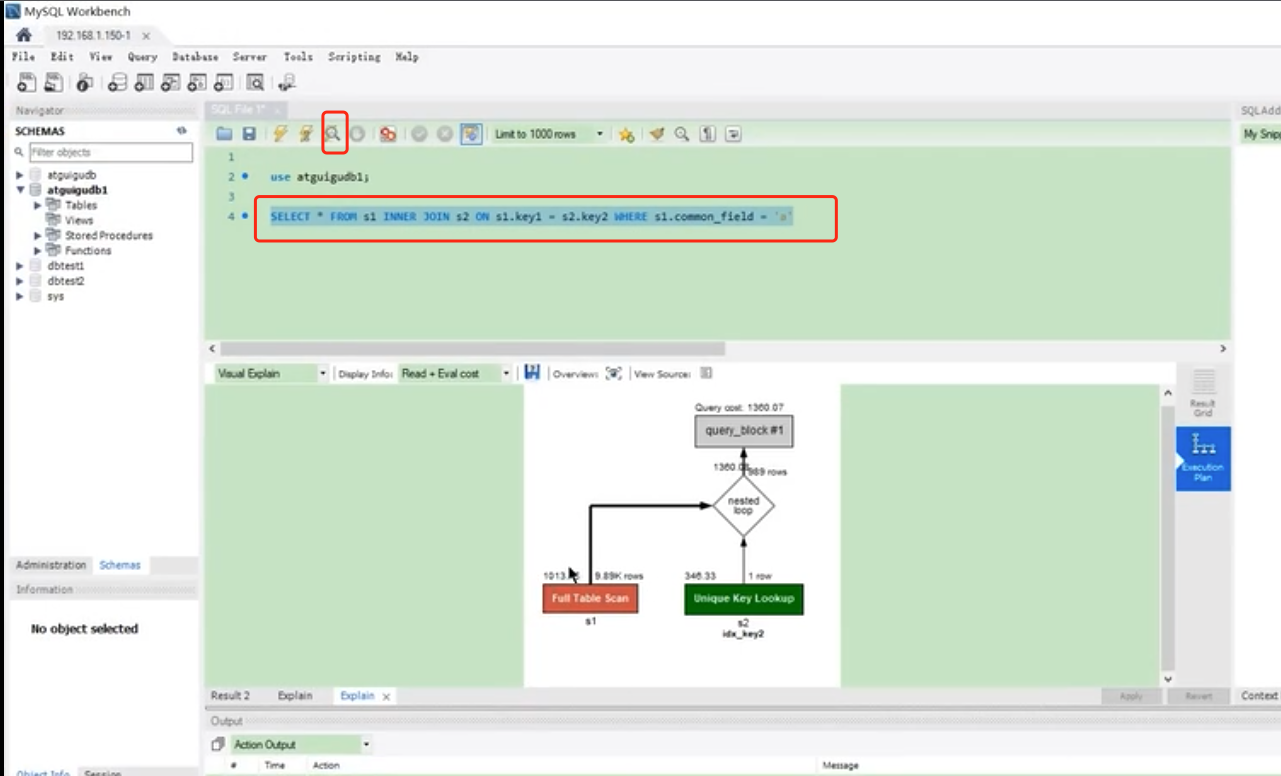 MySQL Workbench
192.168.1.150-1
File Edit View Query Database Server Tools Scripting Help
Navigator
SCHEMAS
Filter objects
atguigudb
atguigudb1
Tables
Views
Stored Procedures
Functions
dbtest1
dbtest2
sys
Administration Schemas
Information
No object selected
Object Info Session
SQL File 1*
Limit to 1000 rows
1
2 use atguigudb1;
3
4 SELECT * FROM s1 INNER JOIN s2 ON s1.key1 = s2.key2 WHERE s1.common_field = 'a'
Visual Explain Display Info: Read + Eval cost Overview: View Source:
Query cost: 1360.07
query_block #1
989 rows
nested
loop
9.89K rows
346.33 1 row
Full Table Scan
Unique Key Lookup
s1
s2
idx_key2
Result
Grid
Execution
Plan
Result 2 Explain Explain
Apply Revert
Output
Action Output
# Time Action Message
SQLAdd
My Snipp
Context